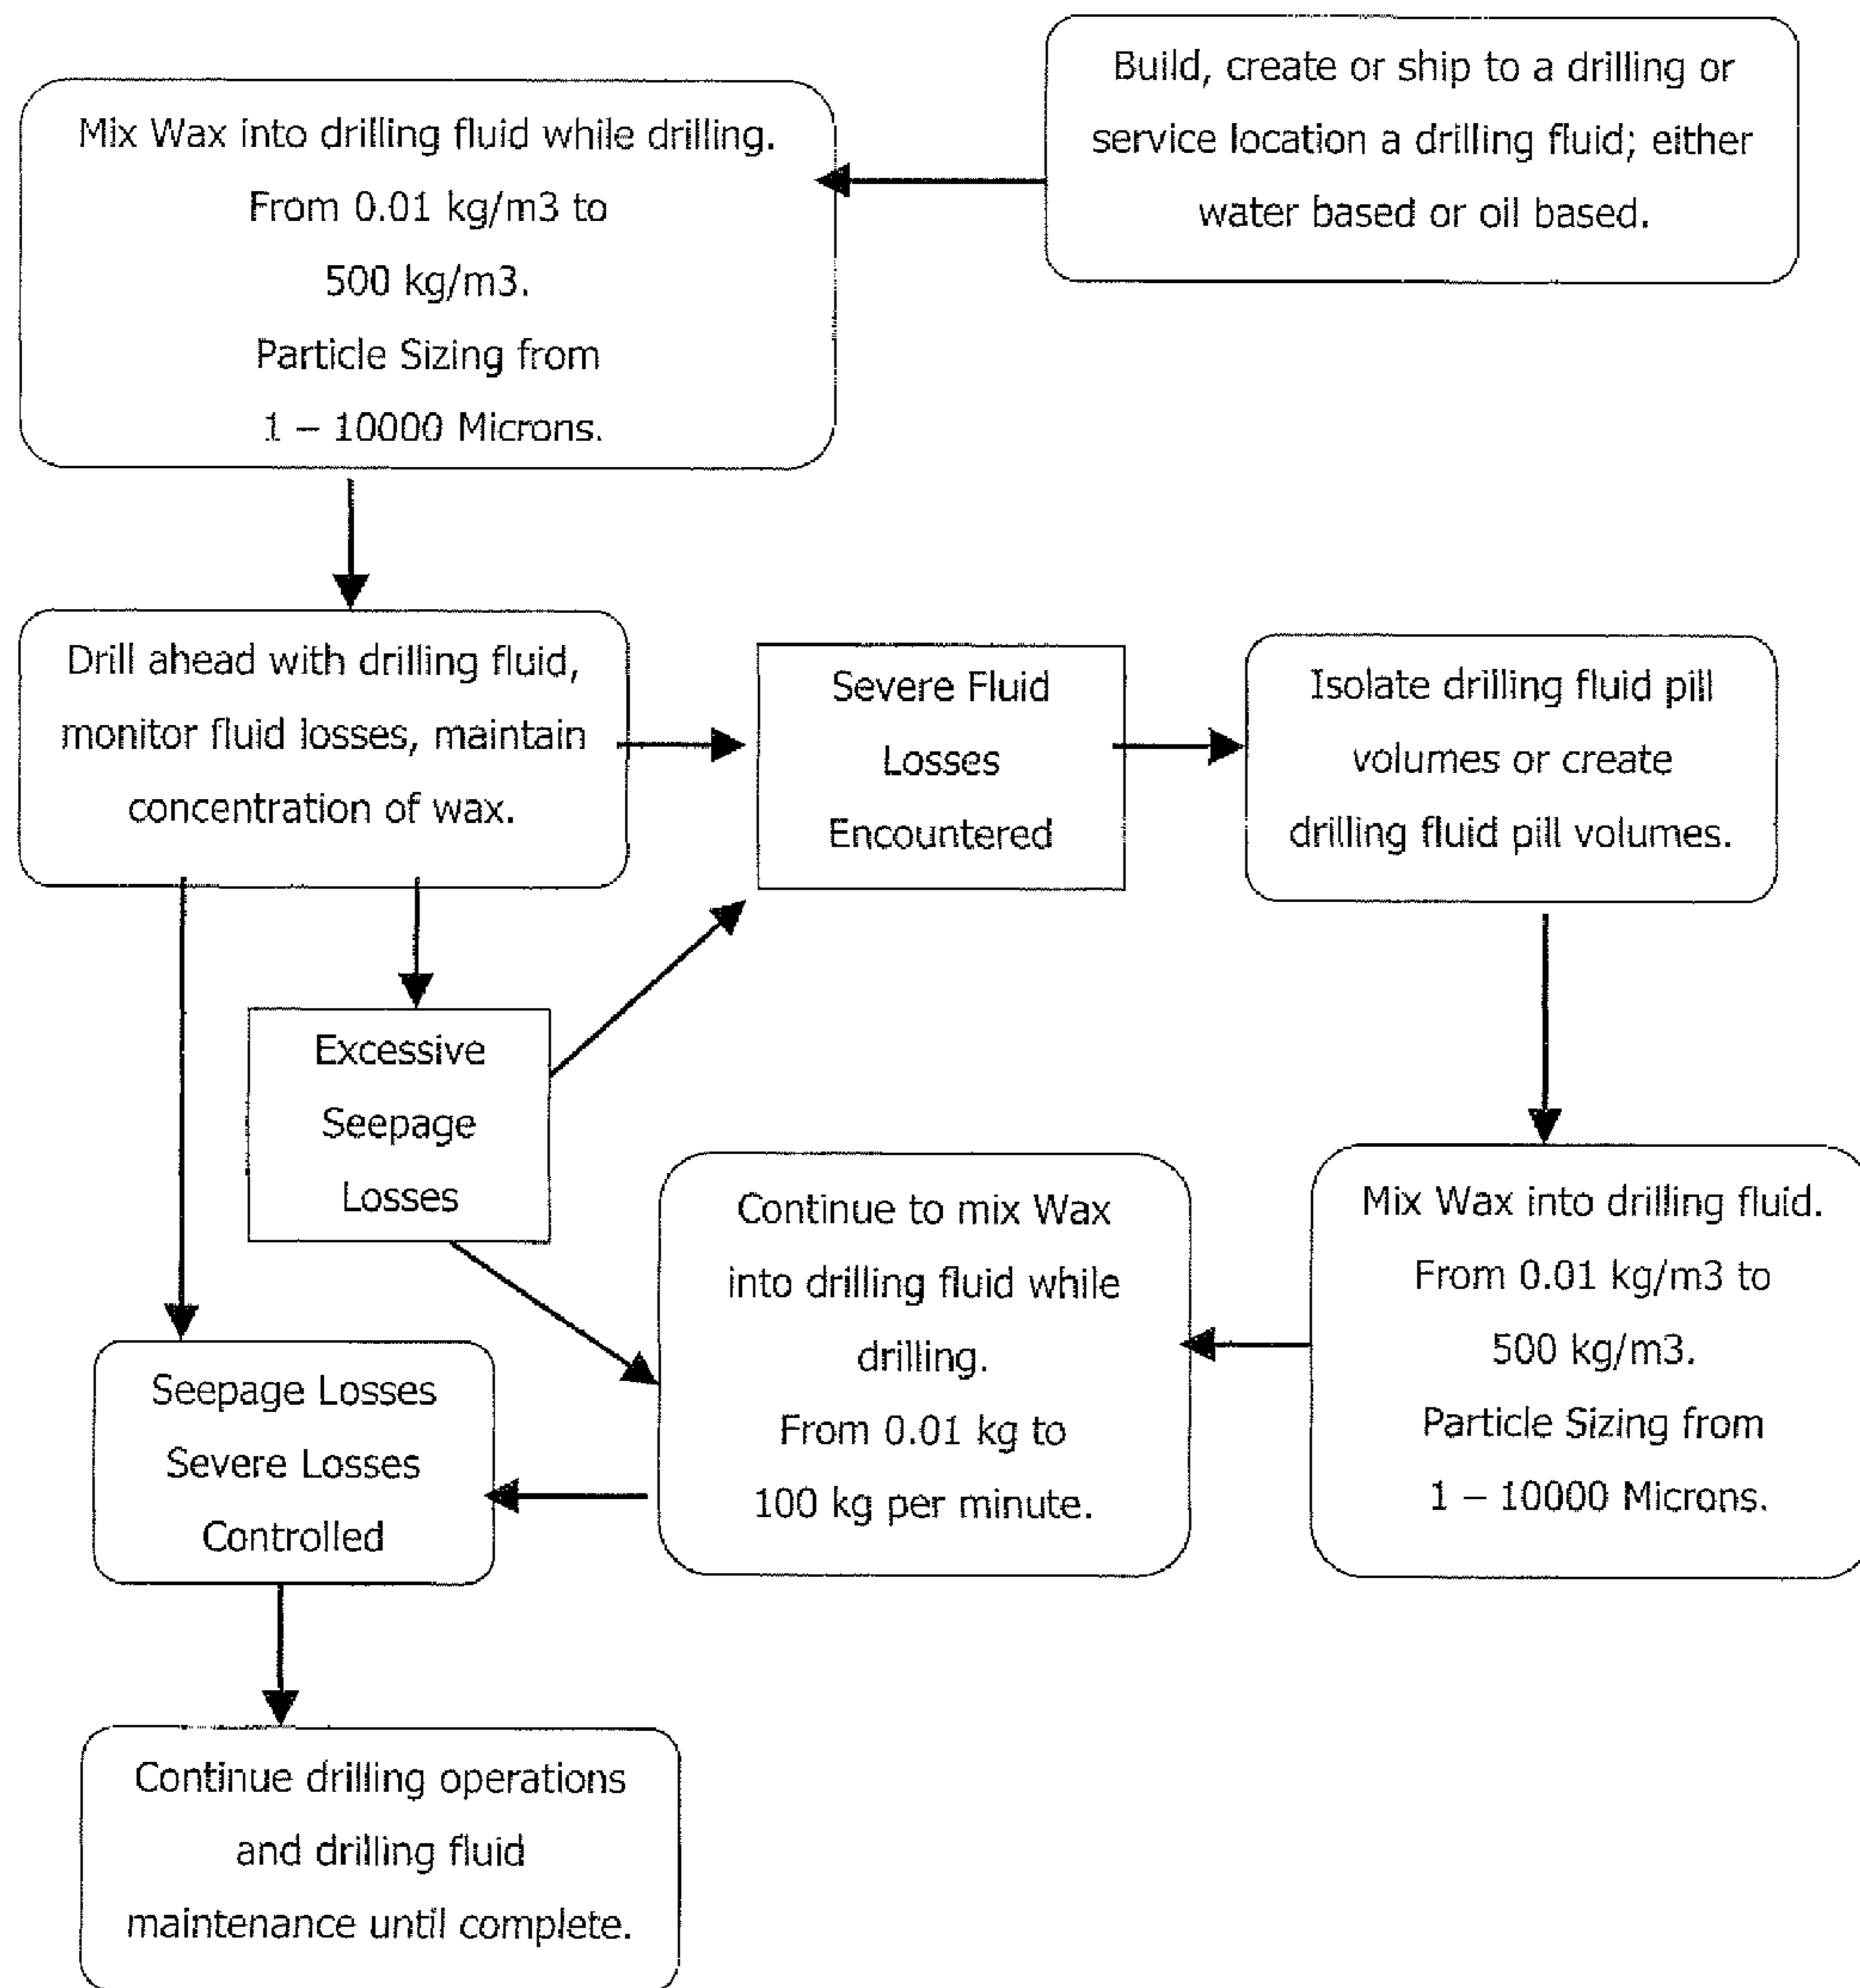 Build, create or ship to a drilling or
service location a drilling fluid; either
water based or oil based.
Mix Wax into drilling fluid while drilling.
From 0.01 kg/m3 to
500 kg/m3.
Particle Sizing from
1 – 10000 Microns.
Drill ahead with drilling fluid,
monitor fluid losses, maintain
concentration of wax.
Severe Fluid
Losses
Encountered
Isolate drilling fluid pill
volumes or create
drilling fluid pill volumes.
Excessive
Seepage
Losses
Continue to mix Wax
into drilling fluid while
drilling.
From 0.01 kg to
100 kg per minute.
Mix Wax into drilling fluid.
From 0.01 kg/m3 to
500 kg/m3.
Particle Sizing from
1 – 10000 Microns.
Seepage Losses
Severe Losses
Controlled
Continue drilling operations
and drilling fluid
maintenance until complete.